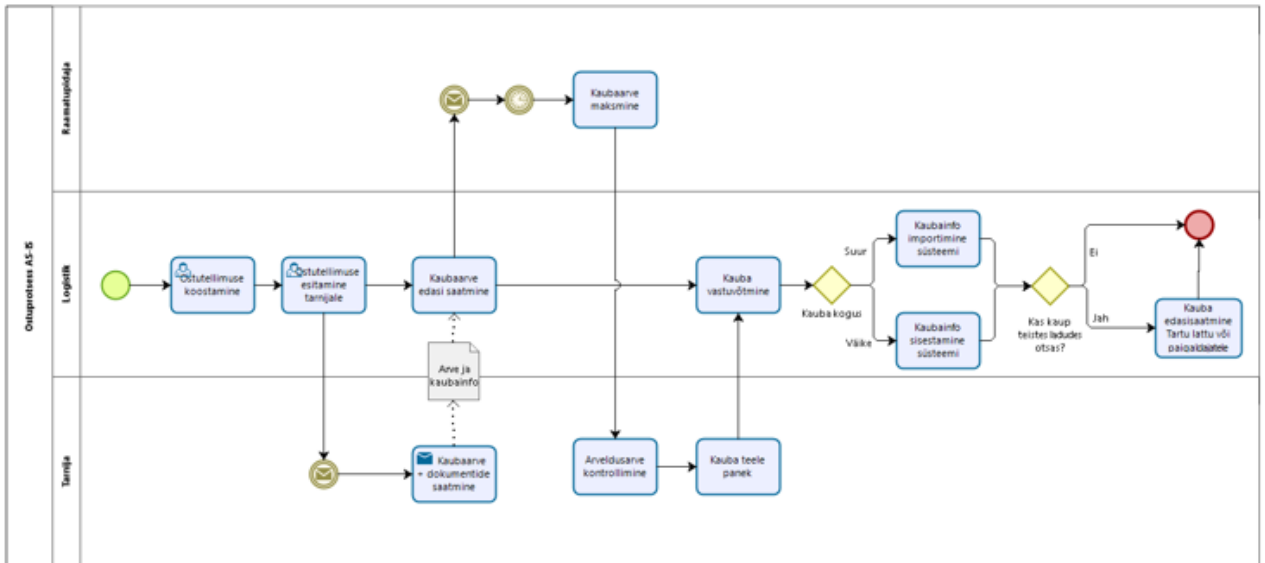 Ostuprotsess AS-IS
Raamatupidaja
Kaubaarve
maksmine
Logistik
Ostutellimuse
koostamine
Ostutellimuse
esitamine
tarnijale
Kaubaarve
edasi saatmine
Kauba
vastuvõtmine
Kauba kogus
Suur
Väike
Kaubainfo
importimine
süsteemi
Kaubainfo
sisestamine
süsteemi
Kas kaup
teistes ladudes
otsas?
Ei
Jah
Kauba
edasisaatmine
Tartu lattu või
paigaldajatele
Arve ja
kaubainfo
Tarnija
Kaubaarve
+ dokumentide
saatmine
Arveldusarve
kontrollimine
Kauba teele
panek